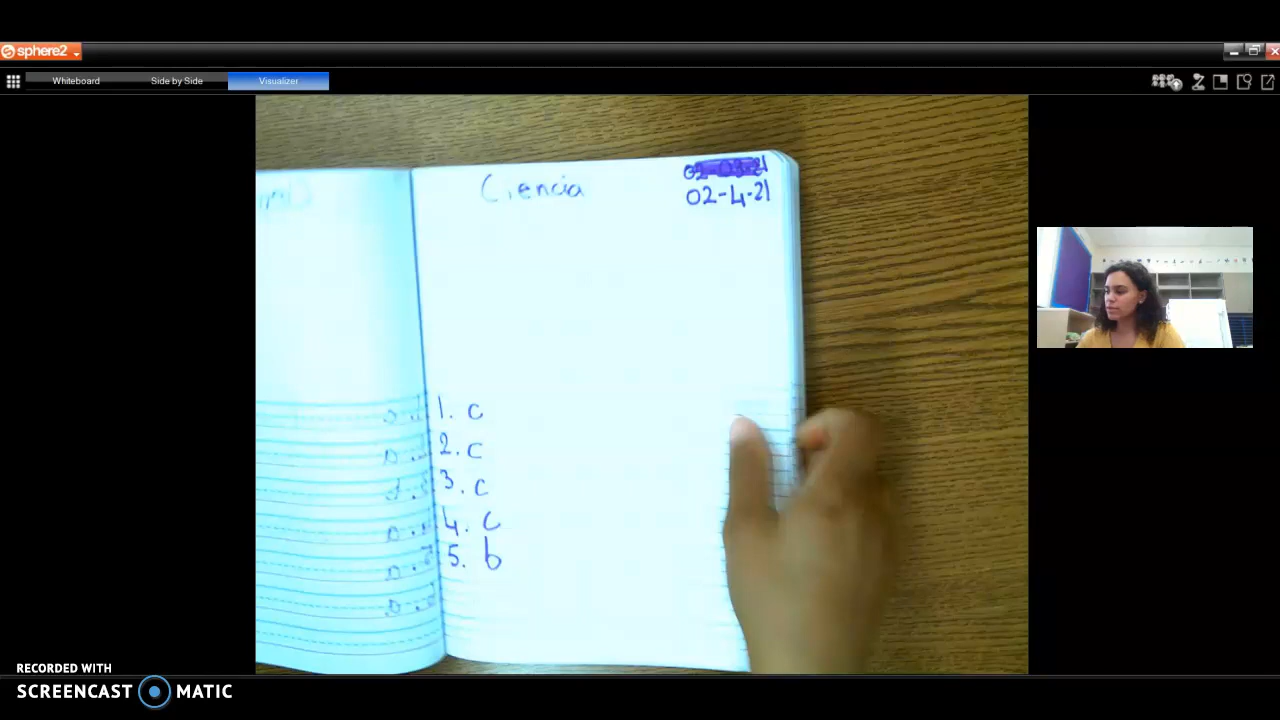 sphere2
Whiteboard Side by Side Visualizer
Ciencia
02-4-21
1. c
2. c
3. c
4. c
5. b
RECORDED WITH
SCREENCAST MATIC